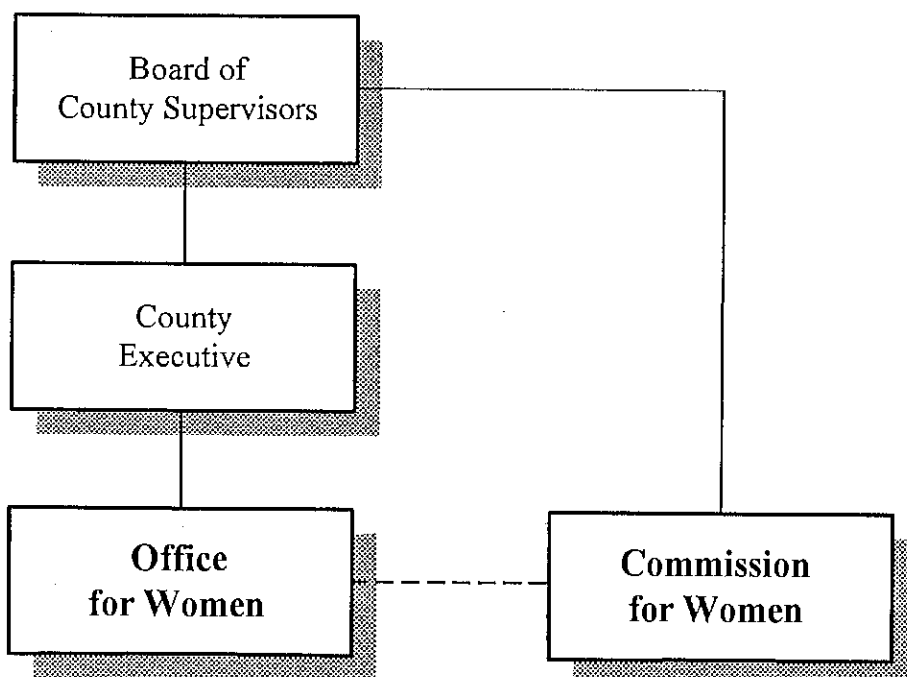 Board of
County Supervisors
County
Executive
Office
for Women
Commission
for Women